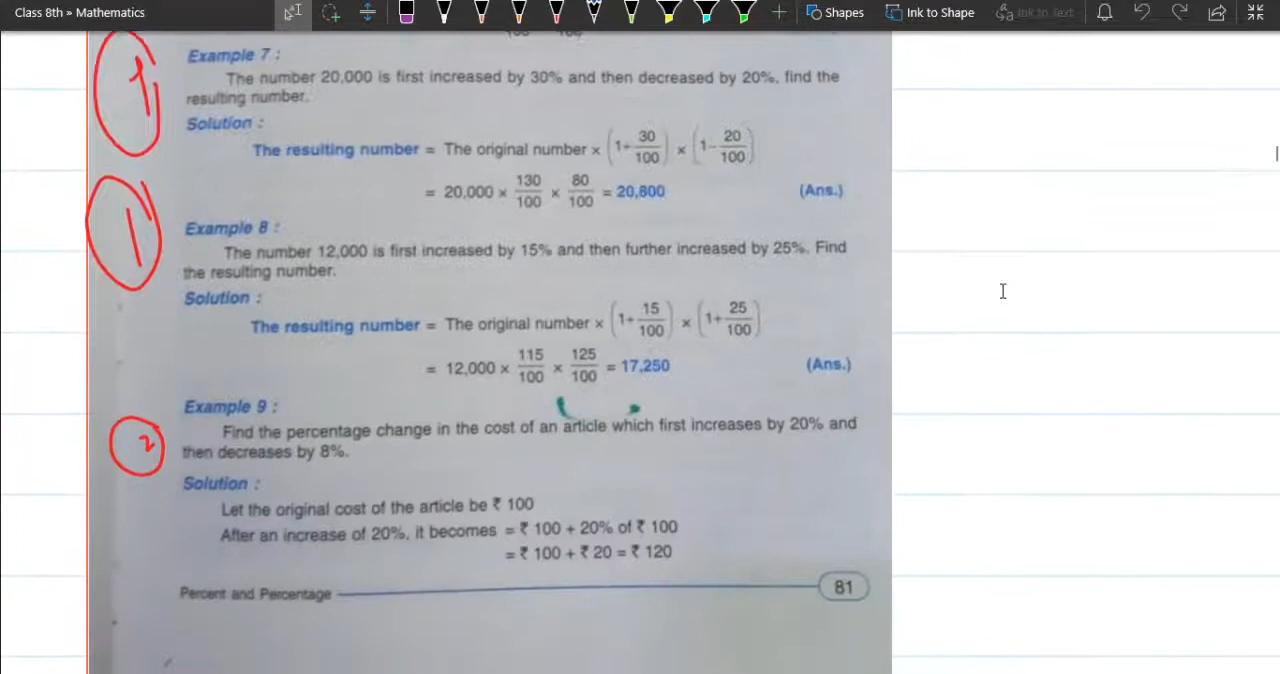 Class 8th » Mathematics
Shapes
Ink to Shape
Ink to Text
Example 7 :
The number 20,000 is first increased by 30% and then decreased by 20%, find the
resulting number.
Solution :
The resulting number = The original number × (1+ 30/100) × (1− 20/100)
= 20,000 × 130/100 × 80/100 = 20,800 (Ans.)
Example 8 :
The number 12,000 is first increased by 15% and then further increased by 25%. Find
the resulting number.
Solution :
The resulting number = The original number × (1+ 15/100) × (1+ 25/100)
= 12,000 × 115/100 × 125/100 = 17,250 (Ans.)
Example 9 :
2
Find the percentage change in the cost of an article which first increases by 20% and
then decreases by 8%.
Solution :
Let the original cost of the article be ₹ 100
After an increase of 20%, it becomes = ₹ 100 + 20% of ₹ 100
= ₹ 100 + ₹ 20 = ₹ 120
Percent and Percentage
81